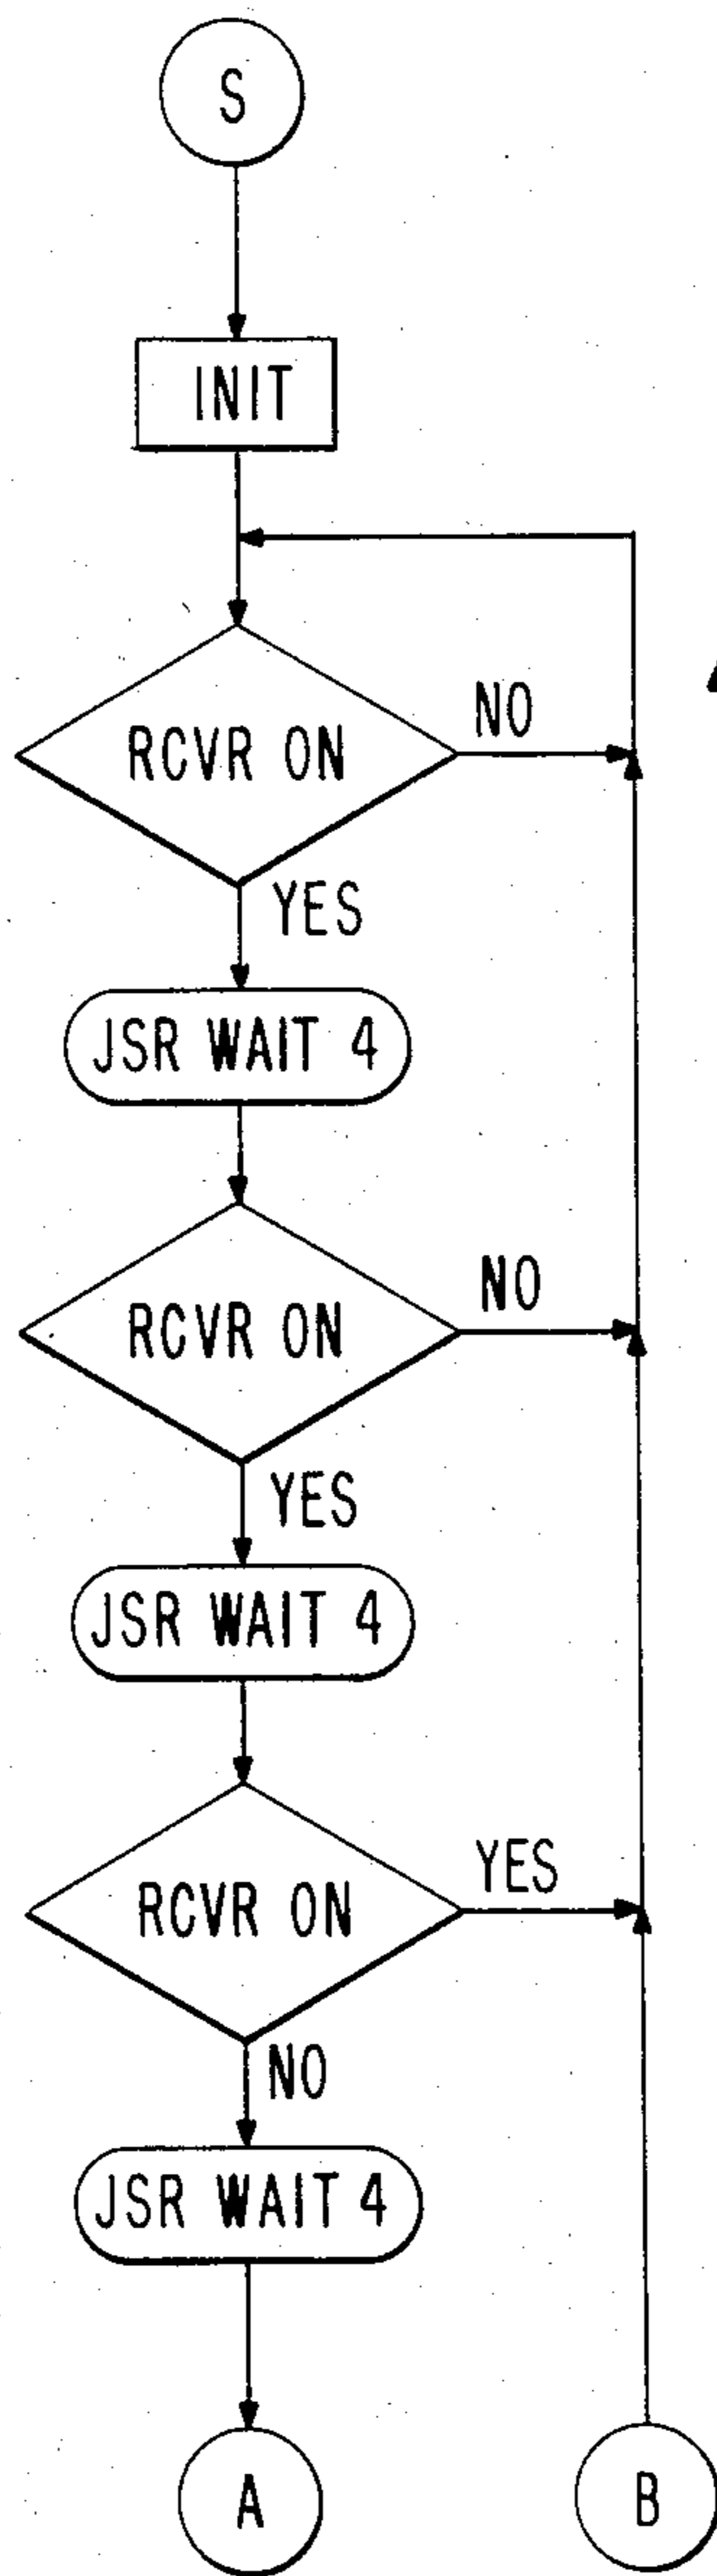 S
INIT
RCVR ON
NO
YES
JSR WAIT 4
RCVR ON
NO
YES
JSR WAIT 4
RCVR ON
YES
NO
JSR WAIT 4
A
B